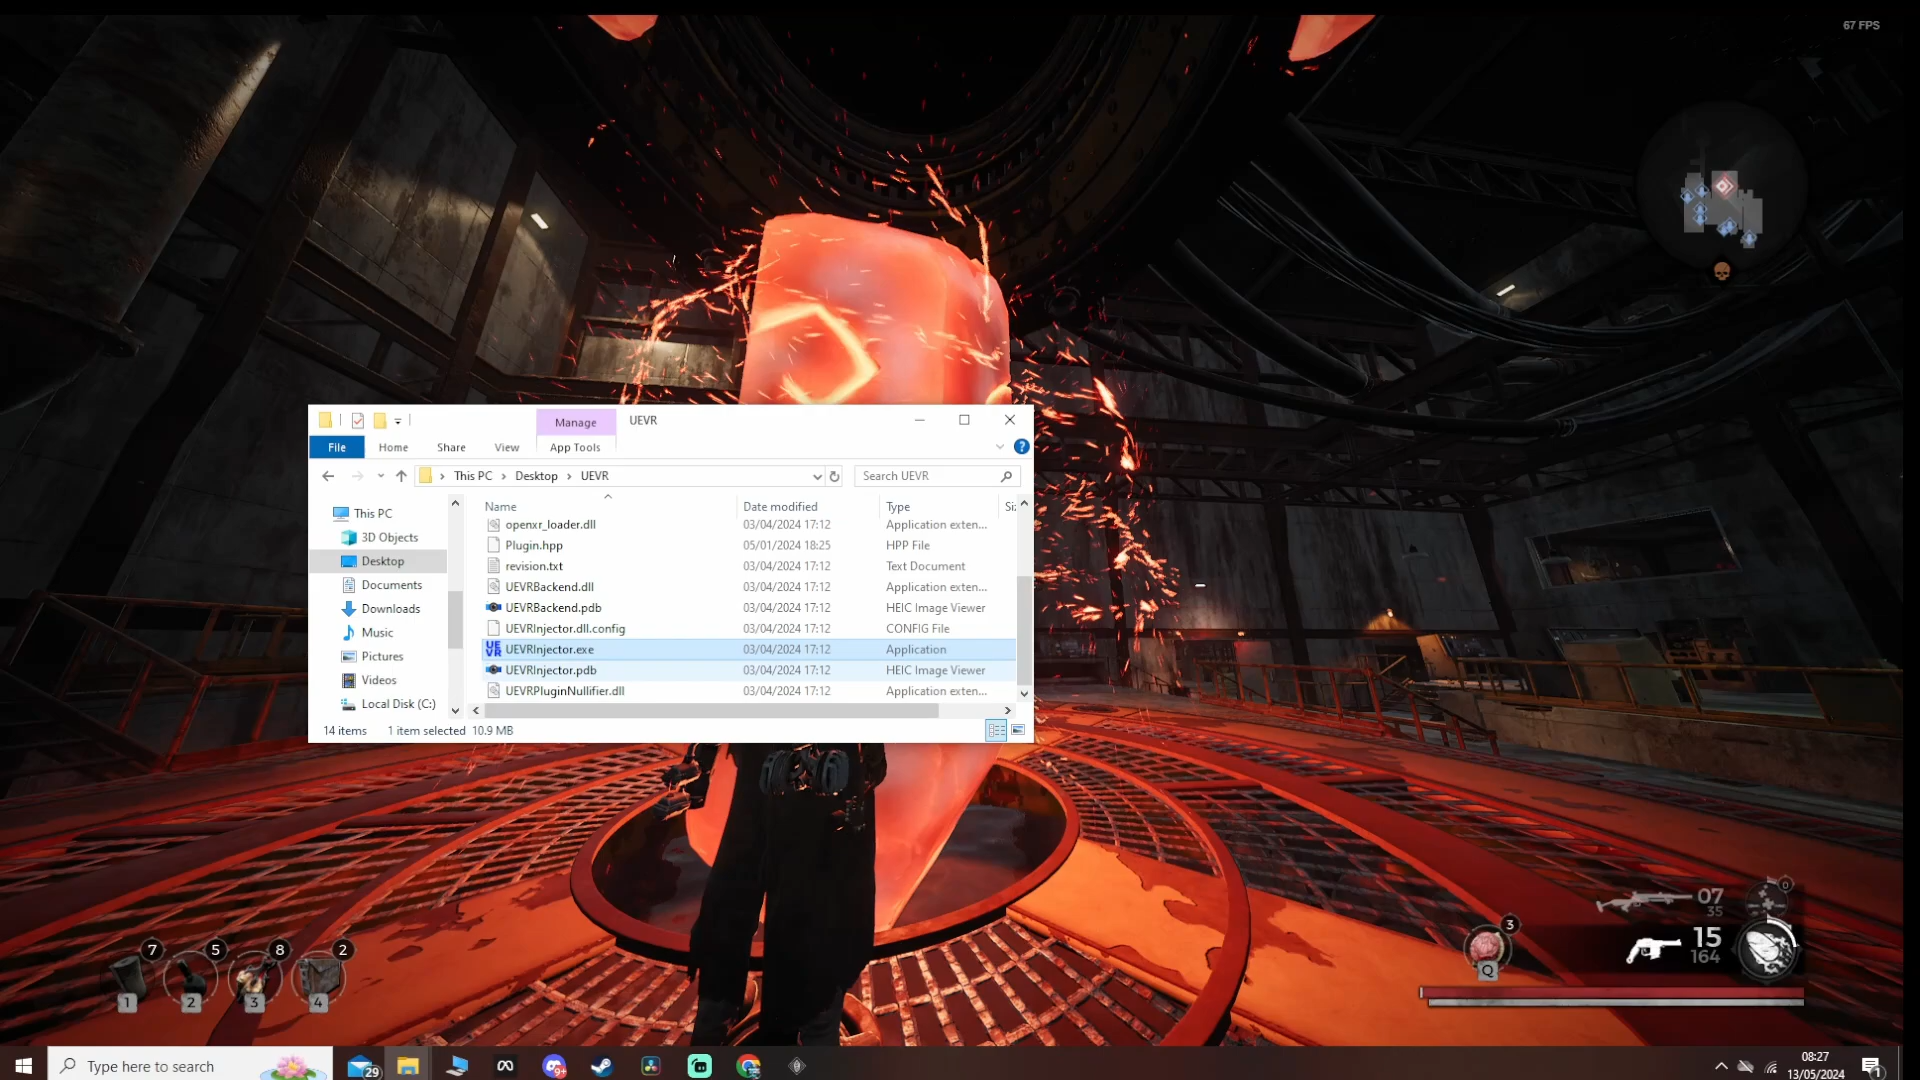 67 FPS
Manage
UEVR
File
Home
Share
View
App Tools
?
This PC > Desktop > UEVR
Search UEVR
Name
Date modified
Type
This PC
3D Objects
Desktop
Documents
Downloads
Music
Pictures
Videos
Local Disk (C:)
openxr_loader.dll 03/04/2024 17:12 Application exten...
Plugin.hpp 05/01/2024 18:25 HPP File
revision.txt 03/04/2024 17:12 Text Document
UEVRBackend.dll 03/04/2024 17:12 Application exten...
UEVRBackend.pdb 03/04/2024 17:12 HEIC Image Viewer
UEVRInjector.dll.config 03/04/2024 17:12 CONFIG File
UEVRInjector.exe 03/04/2024 17:12 Application
UEVRInjector.pdb 03/04/2024 17:12 HEIC Image Viewer
UEVRPluginNullifier.dll 03/04/2024 17:12 Application exten...
14 items 1 item selected 10.9 MB
07
35
0
15
164
3
Q
7 5 8 2
1 2 3 4
Type here to search
29
9+
08:27
13/05/2024
1